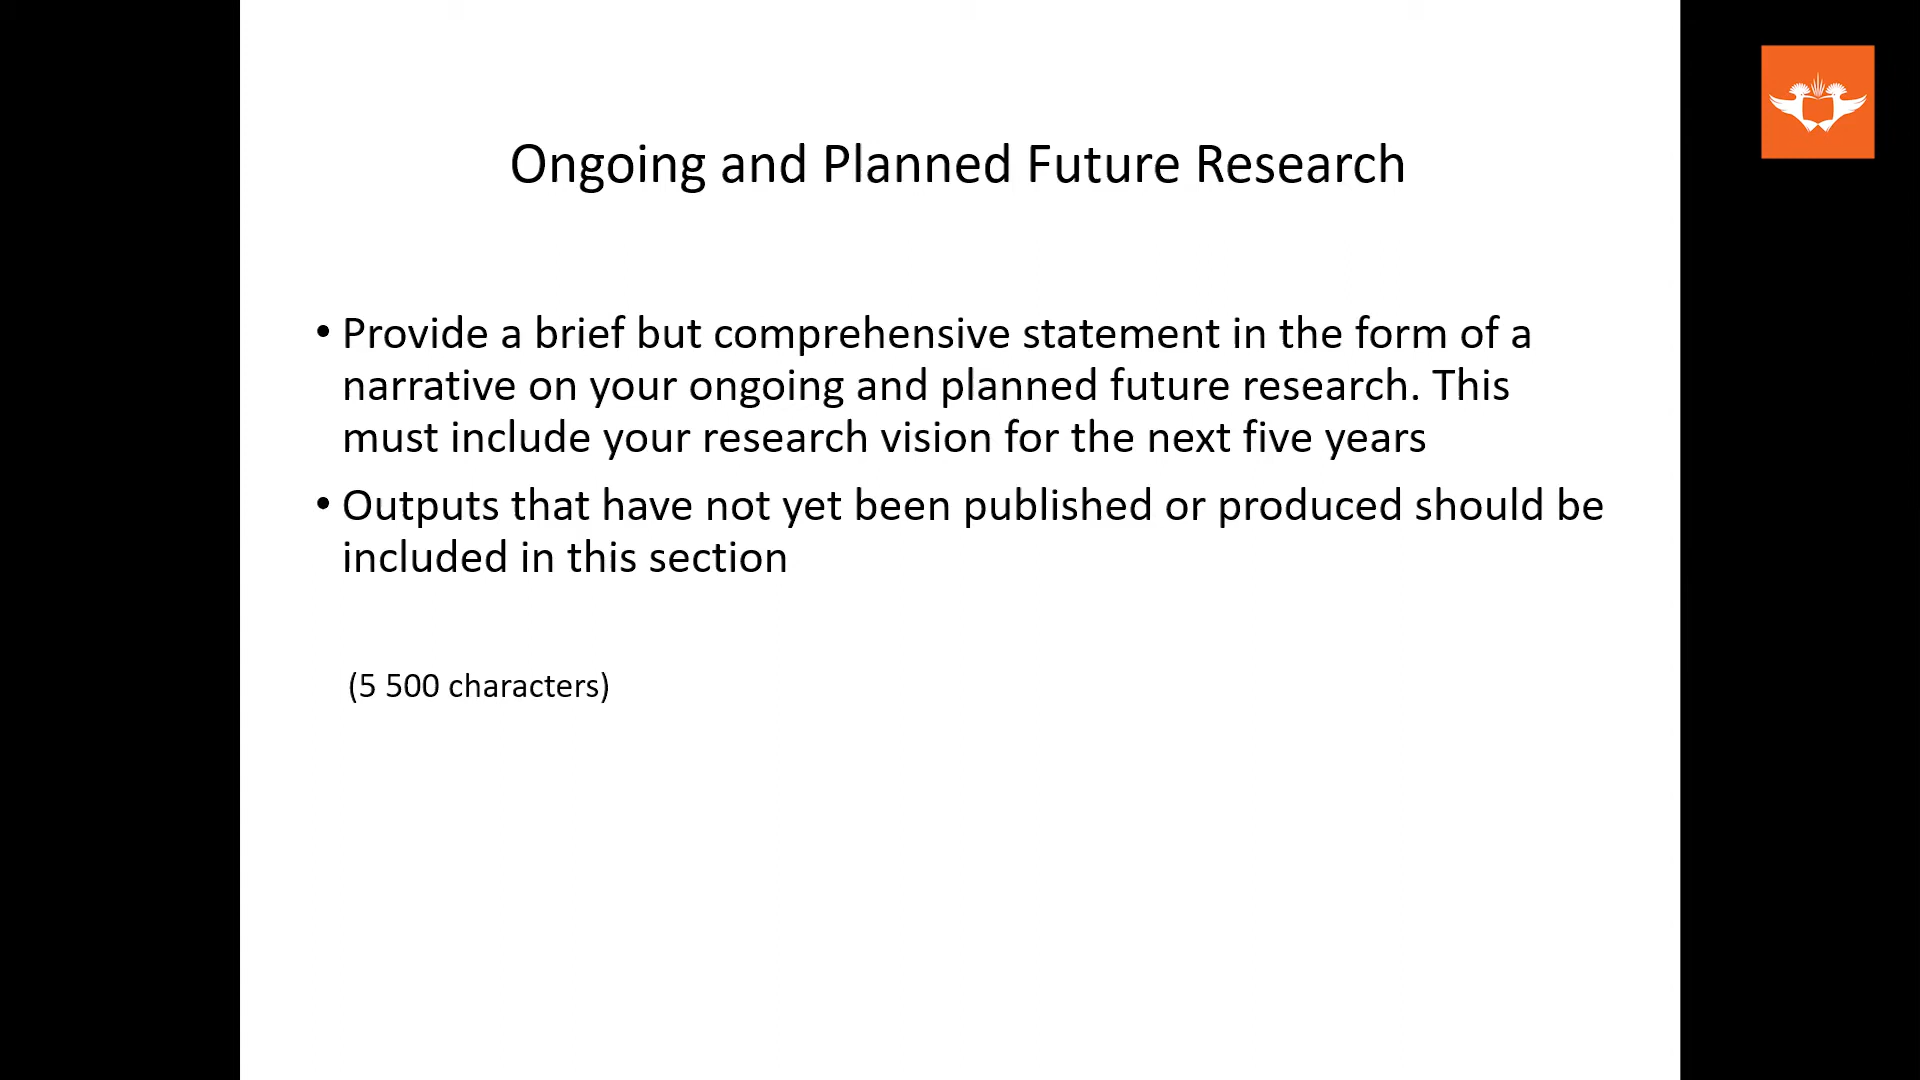 Ongoing and Planned Future Research
• Provide a brief but comprehensive statement in the form of a
narrative on your ongoing and planned future research. This
must include your research vision for the next five years
• Outputs that have not yet been published or produced should be
included in this section
(5 500 characters)